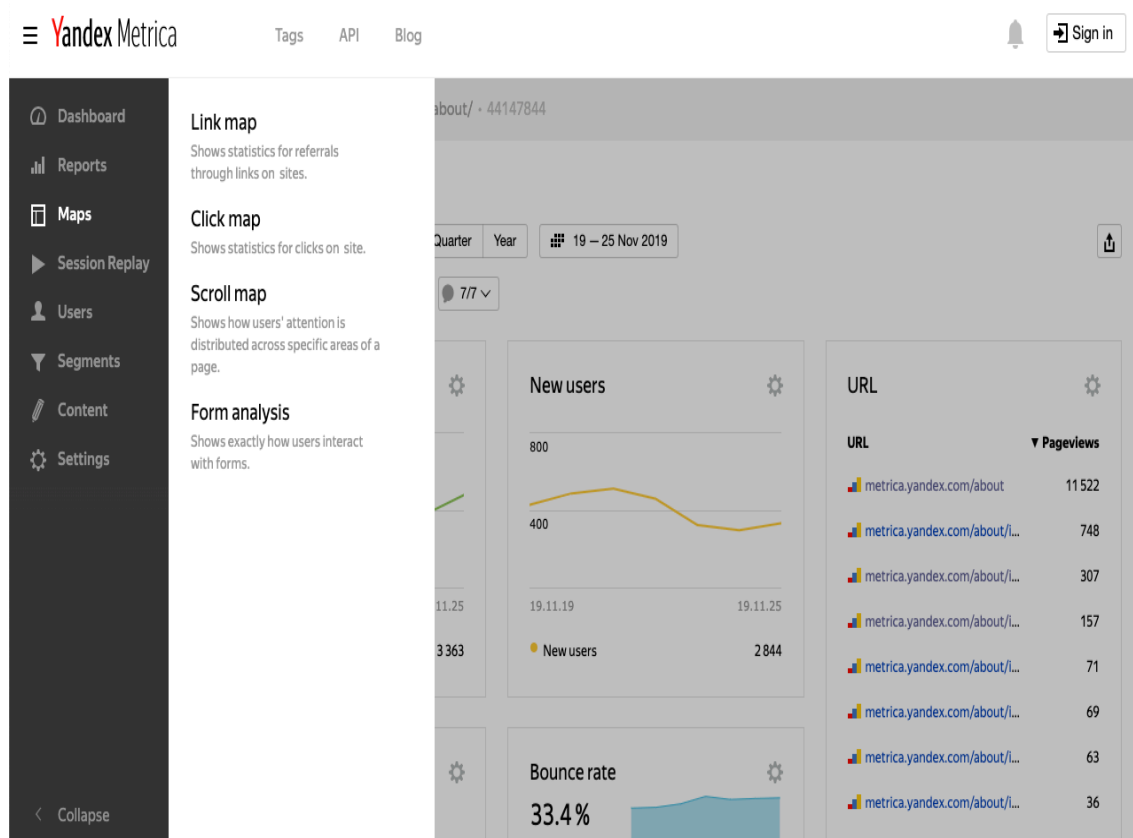 Yandex Metrica
Tags
API
Blog
Sign in
Dashboard
Reports
Maps
Session Replay
Users
Segments
Content
Settings
Collapse
Link map
Shows statistics for referrals
through links on sites.
Click map
Shows statistics for clicks on site.
Scroll map
Shows how users' attention is
distributed across specific areas of a
page.
Form analysis
Shows exactly how users interact
with forms.
about/ · 44147844
Quarter
Year
19 – 25 Nov 2019
7/7
11.25
3 363
New users
800
400
19.11.19
19.11.25
New users
2 844
Bounce rate
33.4 %
URL
URL
▼ Pageviews
metrica.yandex.com/about
11 522
metrica.yandex.com/about/i...
748
metrica.yandex.com/about/i...
307
metrica.yandex.com/about/i...
157
metrica.yandex.com/about/i...
71
metrica.yandex.com/about/i...
69
metrica.yandex.com/about/i...
63
metrica.yandex.com/about/i...
36